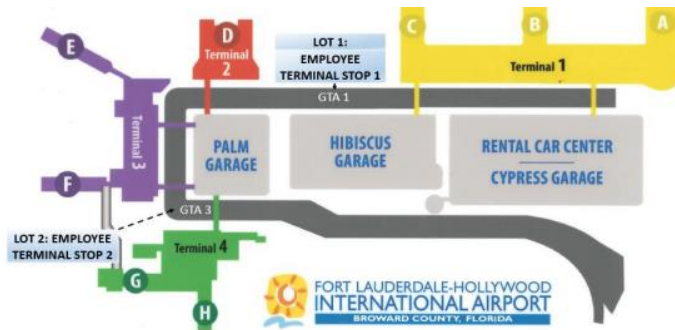 E
D
Terminal
2
LOT 1:
EMPLOYEE
TERMINAL STOP 1
C
B
A
Terminal 1
GTA 1
Terminal 3
PALM
GARAGE
HIBISCUS
GARAGE
RENTAL CAR CENTER
CYPRESS GARAGE
F
GTA 3
LOT 2: EMPLOYEE
TERMINAL STOP 2
Terminal 4
G
H
FORT LAUDERDALE-HOLLYWOOD
INTERNATIONAL AIRPORT
BROWARD COUNTY, FLORIDA